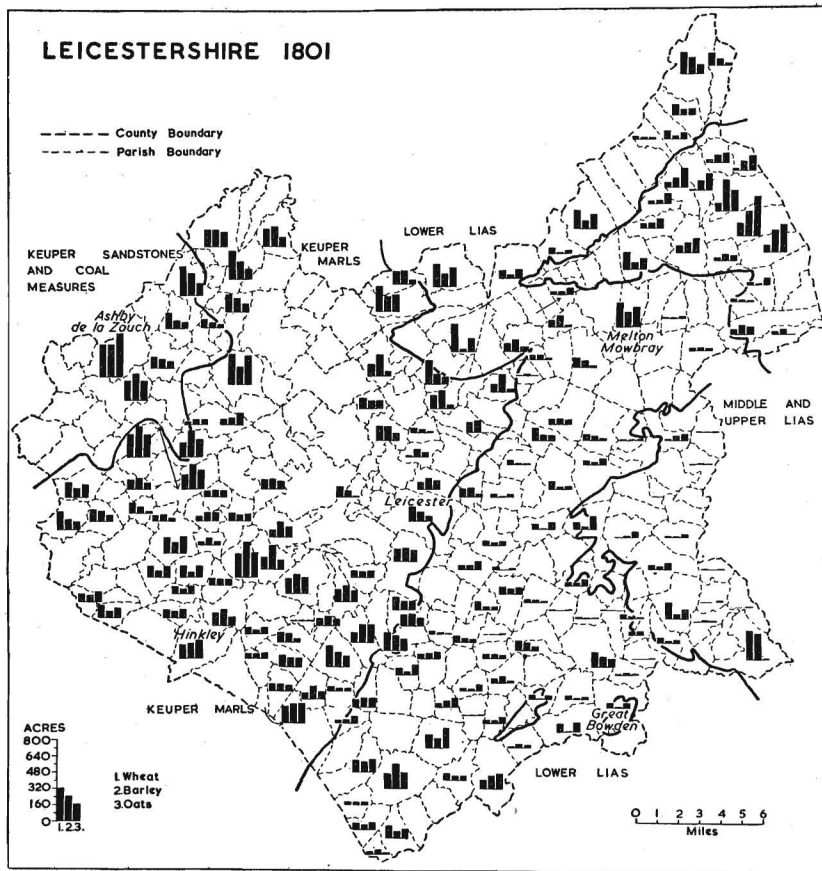 LEICESTERSHIRE 1801
County Boundary
Parish Boundary
KEUPER SANDSTONES
AND COAL
MEASURES
KEUPER
MARLS
LOWER LIAS
Ashby
de la Zouch
Melton
Mowbray
MIDDLE AND
UPPER LIAS
Leicester
Hinkley
KEUPER MARLS
Great
Bowden
LOWER LIAS
ACRES
800
640
480
320
160
0
1.2.3.
1.Wheat
2.Barley
3.Oats
0 1 2 3 4 5 6
Miles